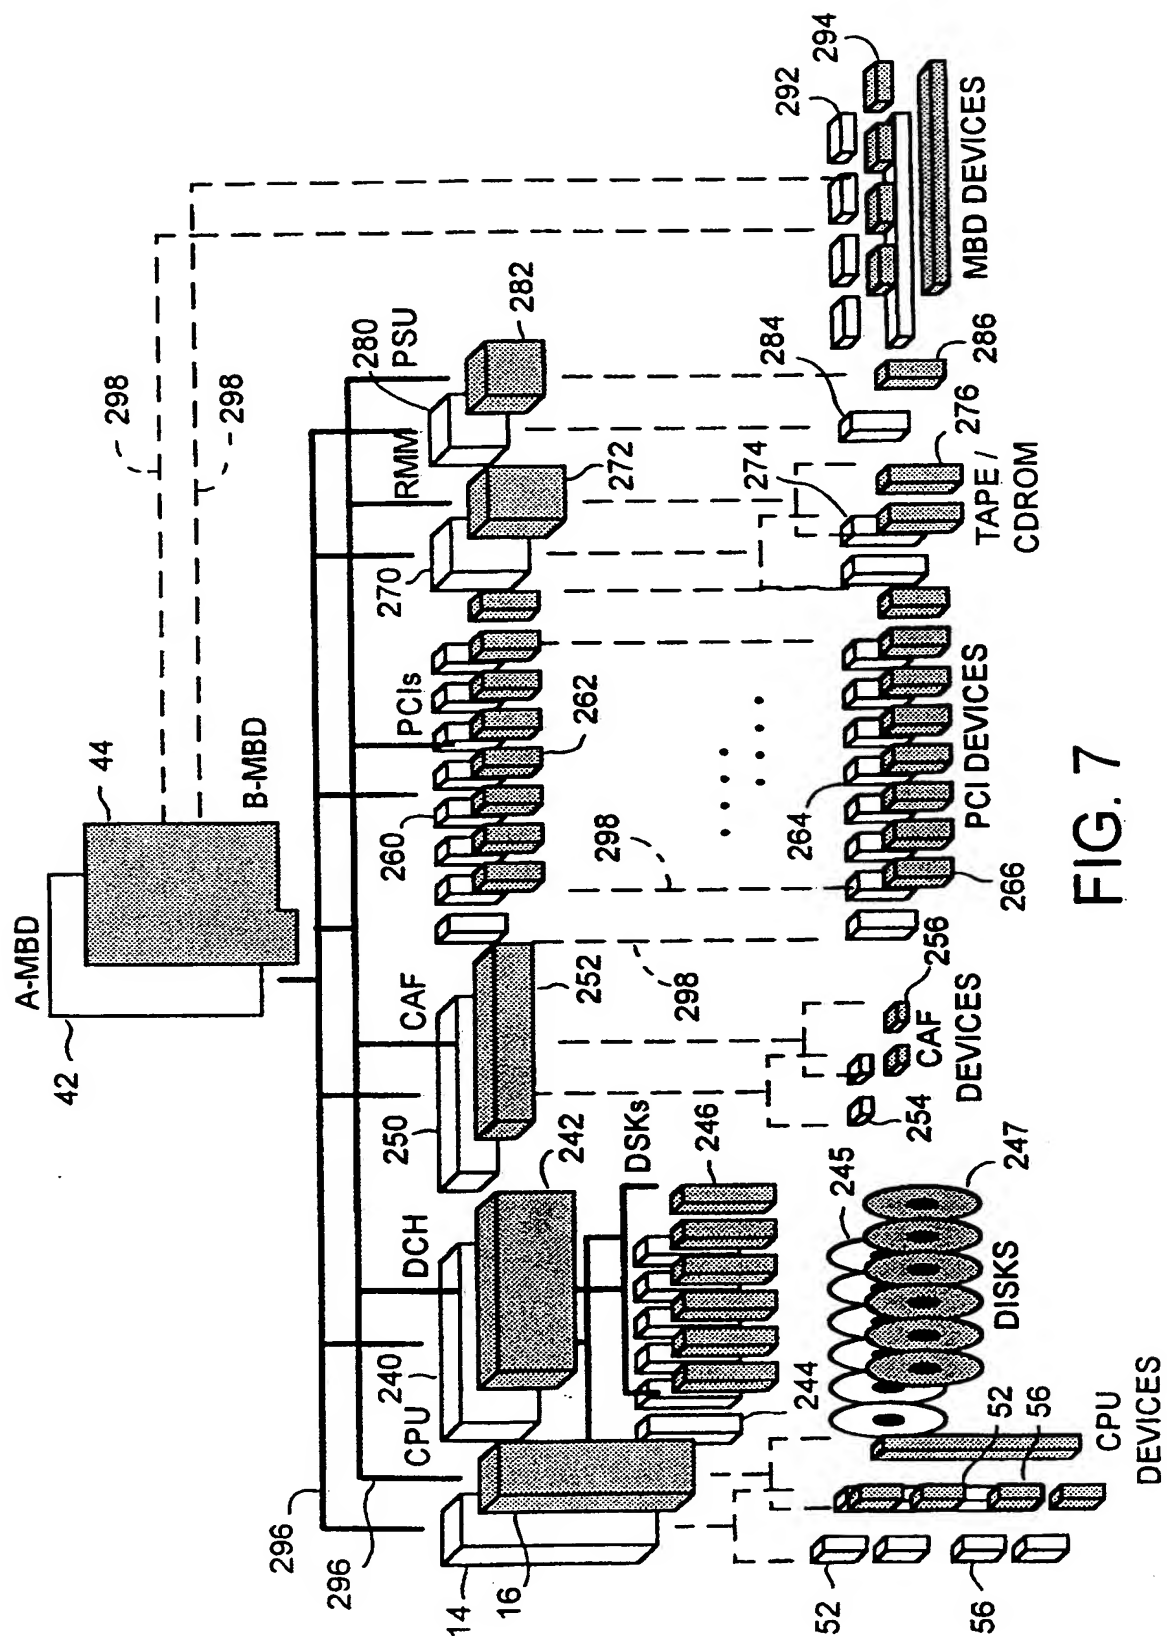 A-MBD
42
44
B-MBD
298
298
296
296
14
16
CPU
240
DCH
242
250
CAF
252
260
PCIs
262
270
RMM
272
280
PSU
282
244
DSKs
246
298
298
52
56
52
56
CPU
DEVICES
245
247
DISKS
254
256
CAF
DEVICES
264
266
PCI DEVICES
274
276
TAPE /
CDROM
284
286
292
294
MBD DEVICES
FIG. 7